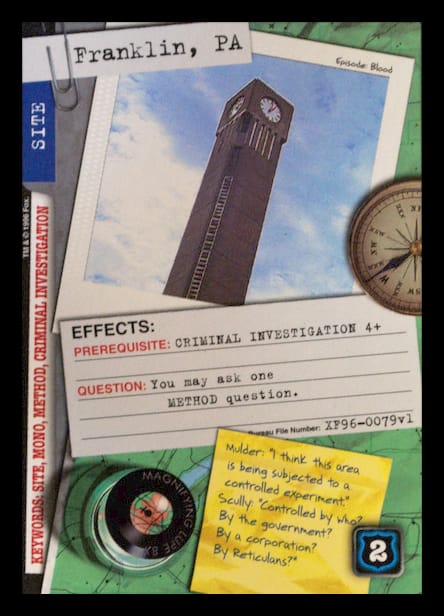 Franklin, PA
Episode: Blood
SITE
TM & © 1996 Fox.
KEYWORDS: SITE, MONO, METHOD, CRIMINAL INVESTIGATION
EFFECTS:
PREREQUISITE: CRIMINAL INVESTIGATION 4+
QUESTION: You may ask one
METHOD question.
Bureau File Number: XF96-0079v1
MAGNIFYING LUPE 8X
Mulder: "I think this area
is being subjected to a
controlled experiment."
Scully: "Controlled by who?
By the government?
By a corporation?
By Reticulans?"
2